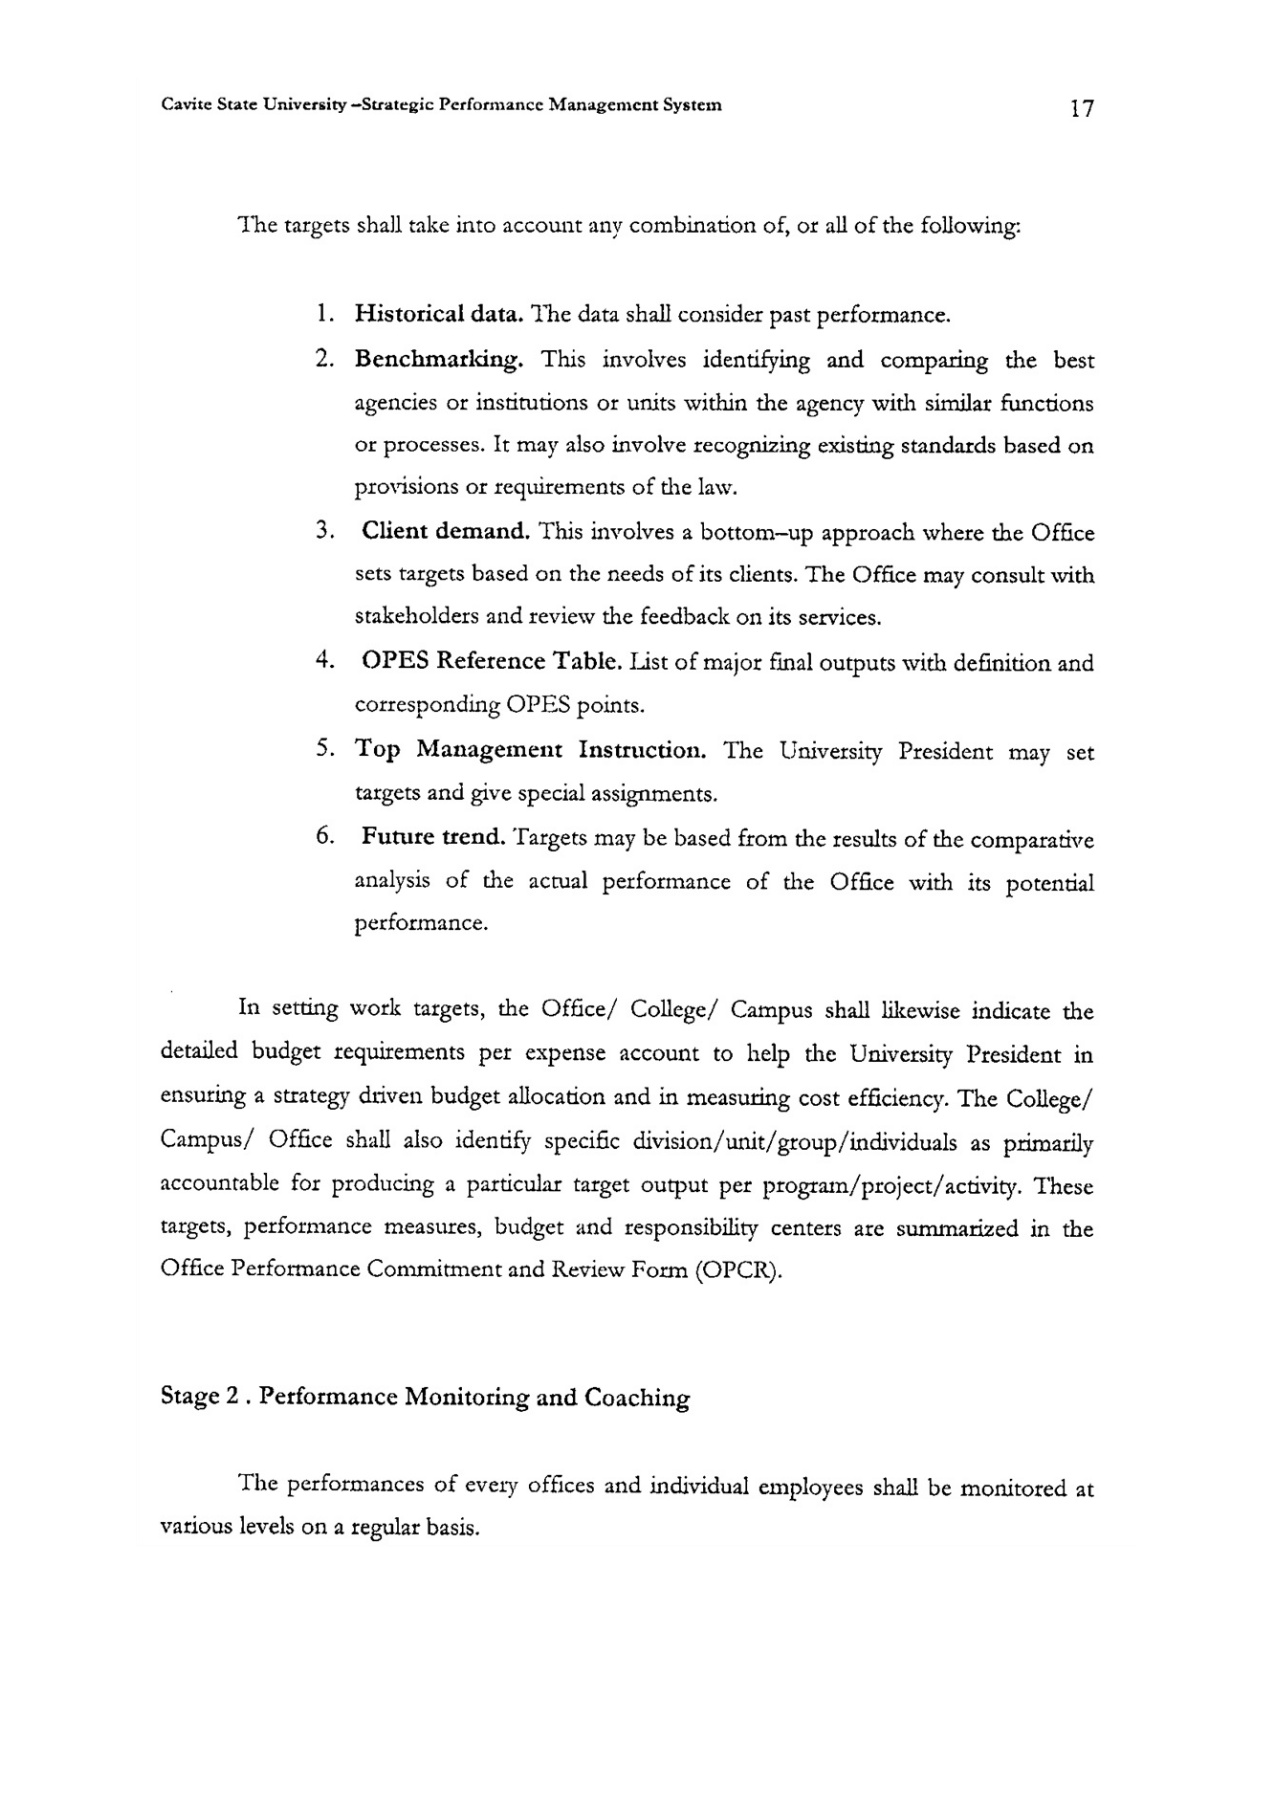 Cavite State University –Strategic Performance Management System
17
The targets shall take into account any combination of, or all of the following:
1. Historical data. The data shall consider past performance.
2. Benchmarking. This involves identifying and comparing the best
agencies or institutions or units within the agency with similar functions
or processes. It may also involve recognizing existing standards based on
provisions or requirements of the law.
3. Client demand. This involves a bottom–up approach where the Office
sets targets based on the needs of its clients. The Office may consult with
stakeholders and review the feedback on its services.
4. OPES Reference Table. List of major final outputs with definition and
corresponding OPES points.
5. Top Management Instruction. The University President may set
targets and give special assignments.
6. Future trend. Targets may be based from the results of the comparative
analysis of the actual performance of the Office with its potential
performance.
In setting work targets, the Office/ College/ Campus shall likewise indicate the
detailed budget requirements per expense account to help the University President in
ensuring a strategy driven budget allocation and in measuring cost efficiency. The College/
Campus/ Office shall also identify specific division/unit/group/individuals as primarily
accountable for producing a particular target output per program/project/activity. These
targets, performance measures, budget and responsibility centers are summarized in the
Office Performance Commitment and Review Form (OPCR).
Stage 2 . Performance Monitoring and Coaching
The performances of every offices and individual employees shall be monitored at
various levels on a regular basis.